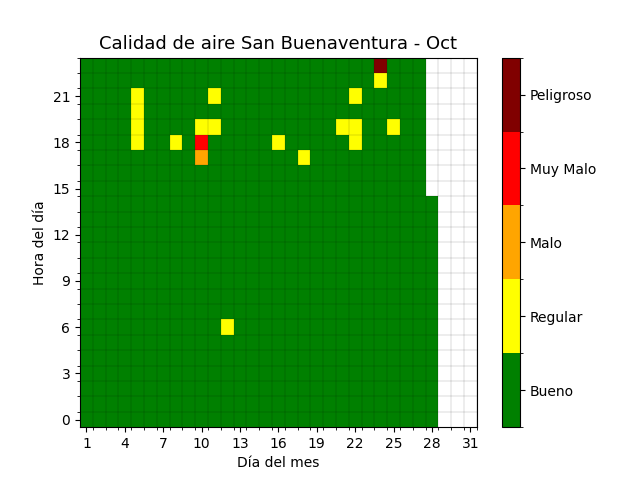 Calidad de aire San Buenaventura - Oct
Hora del día
21
18
15
12
9
6
3
0
1 4 7 10 13 16 19 22 25 28 31
Día del mes
Peligroso
Muy Malo
Malo
Regular
Bueno